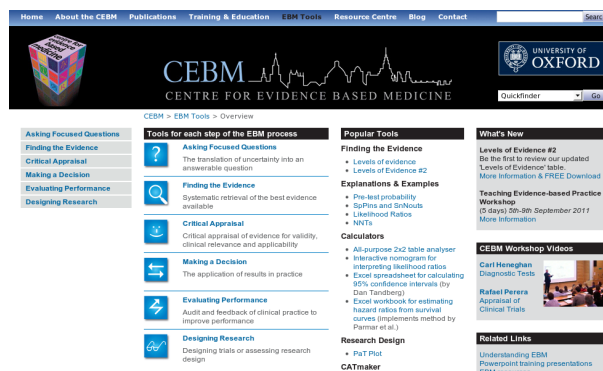 Home About the CEBM Publications Training & Education EBM Tools Resource Centre Blog Contact
Searc
centre for evidence based medicine
CEBM
CENTRE FOR EVIDENCE BASED MEDICINE
UNIVERSITY OF
OXFORD
Quickfinder Go
CEBM > EBM Tools > Overview
Asking Focused Questions
Finding the Evidence
Critical Appraisal
Making a Decision
Evaluating Performance
Designing Research
Tools for each step of the EBM process
?
Asking Focused Questions
The translation of uncertainty into an
answerable question
Finding the Evidence
Systematic retrieval of the best evidence
available
Critical Appraisal
Critical appraisal of evidence for validity,
clinical relevance and applicability
Making a Decision
The application of results in practice
Evaluating Performance
Audit and feedback of clinical practice to
improve performance
Designing Research
Designing trials or assessing research
design
Popular Tools
Finding the Evidence
• Levels of evidence
• Levels of Evidence #2
Explanations & Examples
• Pre-test probability
• SpPins and SnNouts
• Likelihood Ratios
• NNTs
Calculators
• All-purpose 2x2 table analyser
• Interactive nomogram for
interpreting likelihood ratios
• Excel spreadsheet for calculating
95% confidence intervals (by
Dan Tandberg)
• Excel workbook for estimating
hazard ratios from survival
curves (implements method by
Parmar et al.)
Research Design
• PaT Plot
CATmaker
What's New
Levels of Evidence #2
Be the first to review our updated
'Levels of Evidence' table.
More Information & FREE Download
Teaching Evidence-based Practice
Workshop
(5 days) 5th-9th September 2011
More Information
CEBM Workshop Videos
Carl Heneghan
Diagnostic Tests
Rafael Perera
Appraisal of
Clinical Trials
Related Links
Understanding EBM
Powerpoint training presentations
EBM